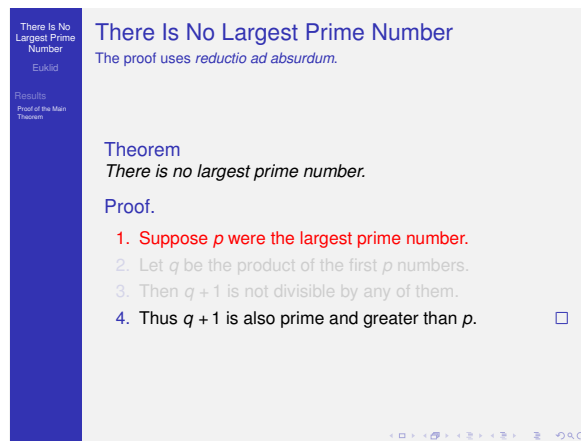 There Is No
Largest Prime
Number
Euklid
Results
Proof of the Main
Theorem
There Is No Largest Prime Number
The proof uses reductio ad absurdum.
Theorem
There is no largest prime number.
Proof.
1. Suppose p were the largest prime number.
2. Let q be the product of the first p numbers.
3. Then q + 1 is not divisible by any of them.
4. Thus q + 1 is also prime and greater than p.